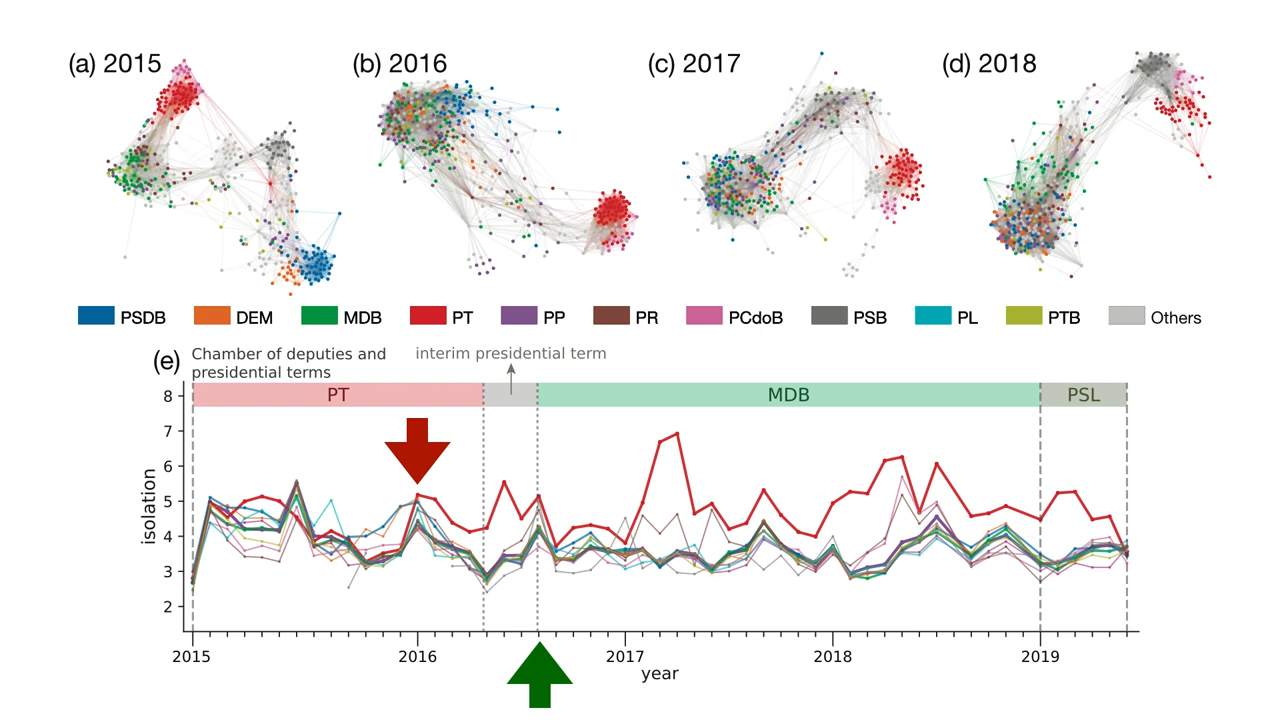 (a) 2015
(b) 2016
(c) 2017
(d) 2018
PSDB DEM MDB PT PP PR PCdoB PSB PL PTB Others
(e)
Chamber of deputies and
presidential terms
interim presidential term
PT MDB PSL
8
7
6
5
4
3
2
isolation
2015 2016 2017 2018 2019
year